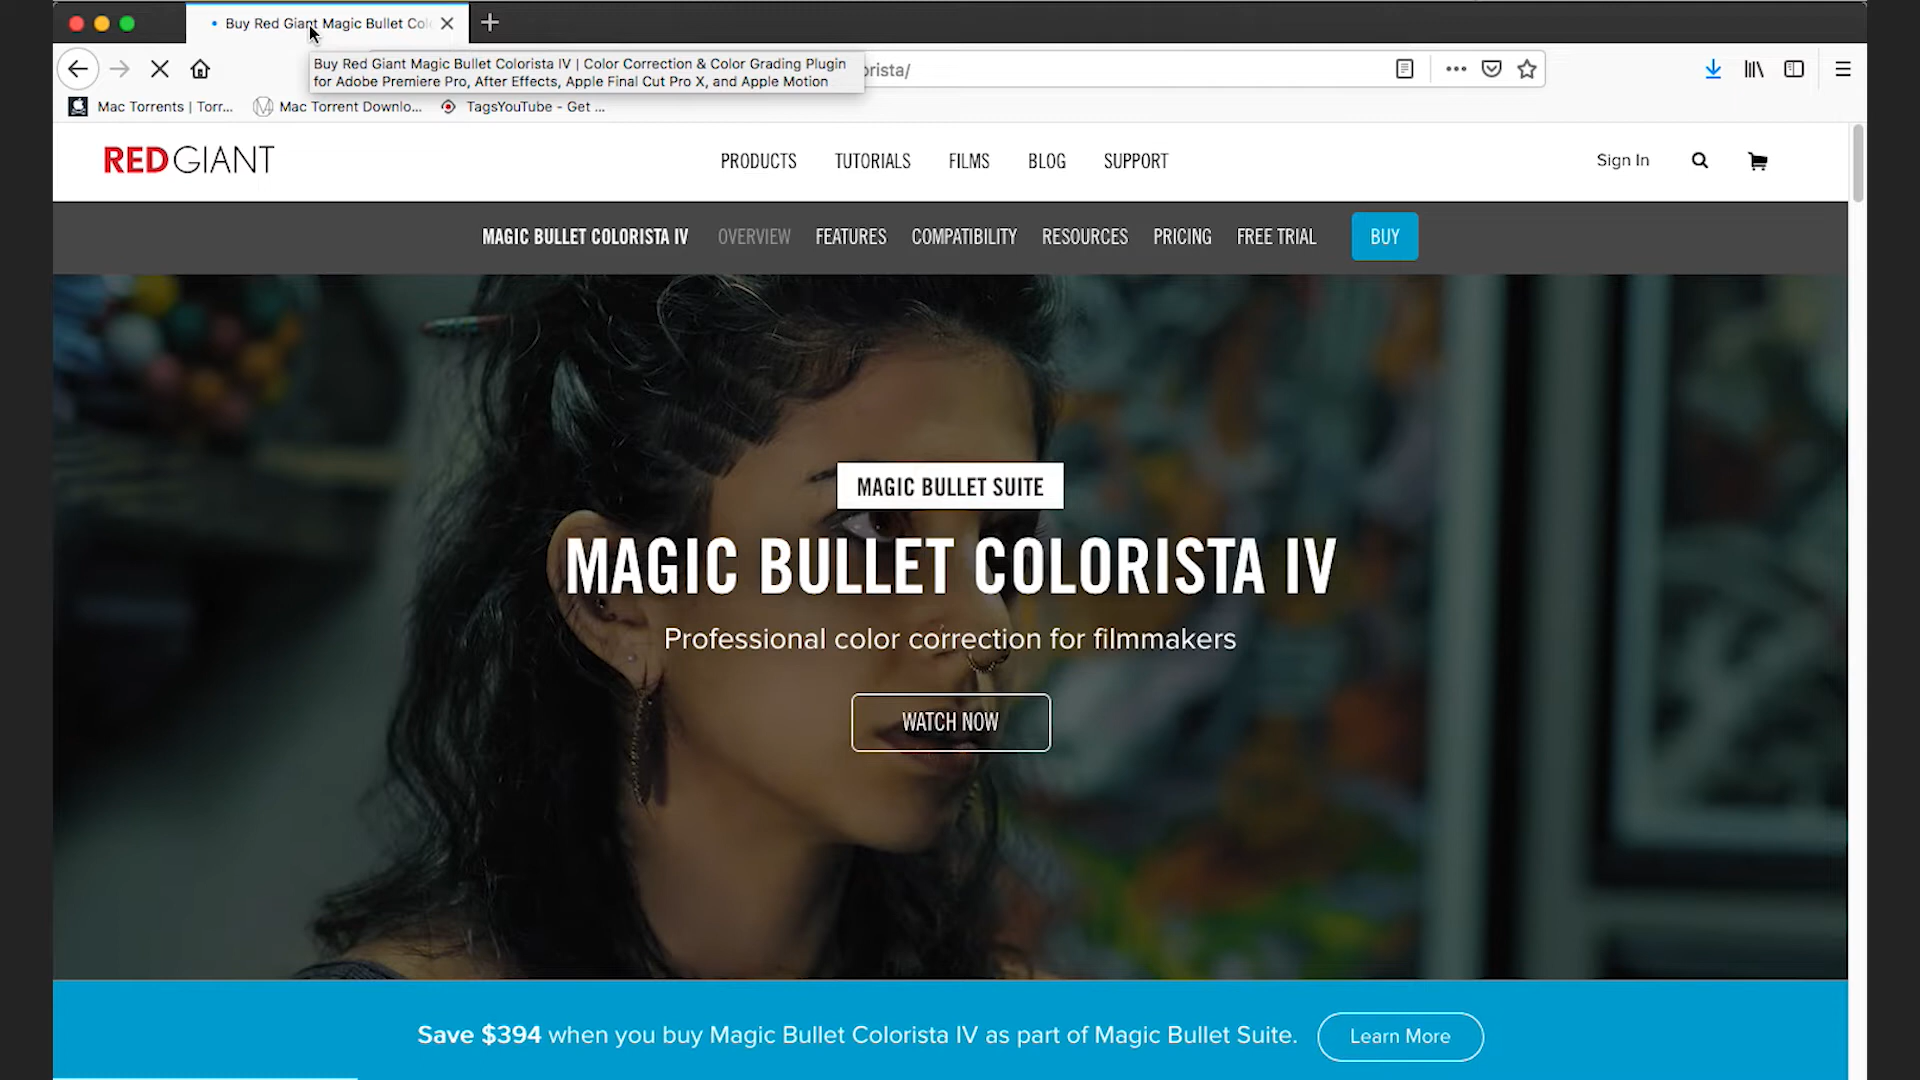 Buy Red Giant Magic Bullet Col
Buy Red Giant Magic Bullet Colorista IV | Color Correction & Color Grading Plugin
for Adobe Premiere Pro, After Effects, Apple Final Cut Pro X, and Apple Motion
orista/
Mac Torrents | Torr... Mac Torrent Downlo... TagsYouTube - Get ...
REDGIANT PRODUCTS TUTORIALS FILMS BLOG SUPPORT Sign In
MAGIC BULLET COLORISTA IV OVERVIEW FEATURES COMPATIBILITY RESOURCES PRICING FREE TRIAL BUY
MAGIC BULLET SUITE
MAGIC BULLET COLORISTA IV
Professional color correction for filmmakers
WATCH NOW
Save $394 when you buy Magic Bullet Colorista IV as part of Magic Bullet Suite. Learn More